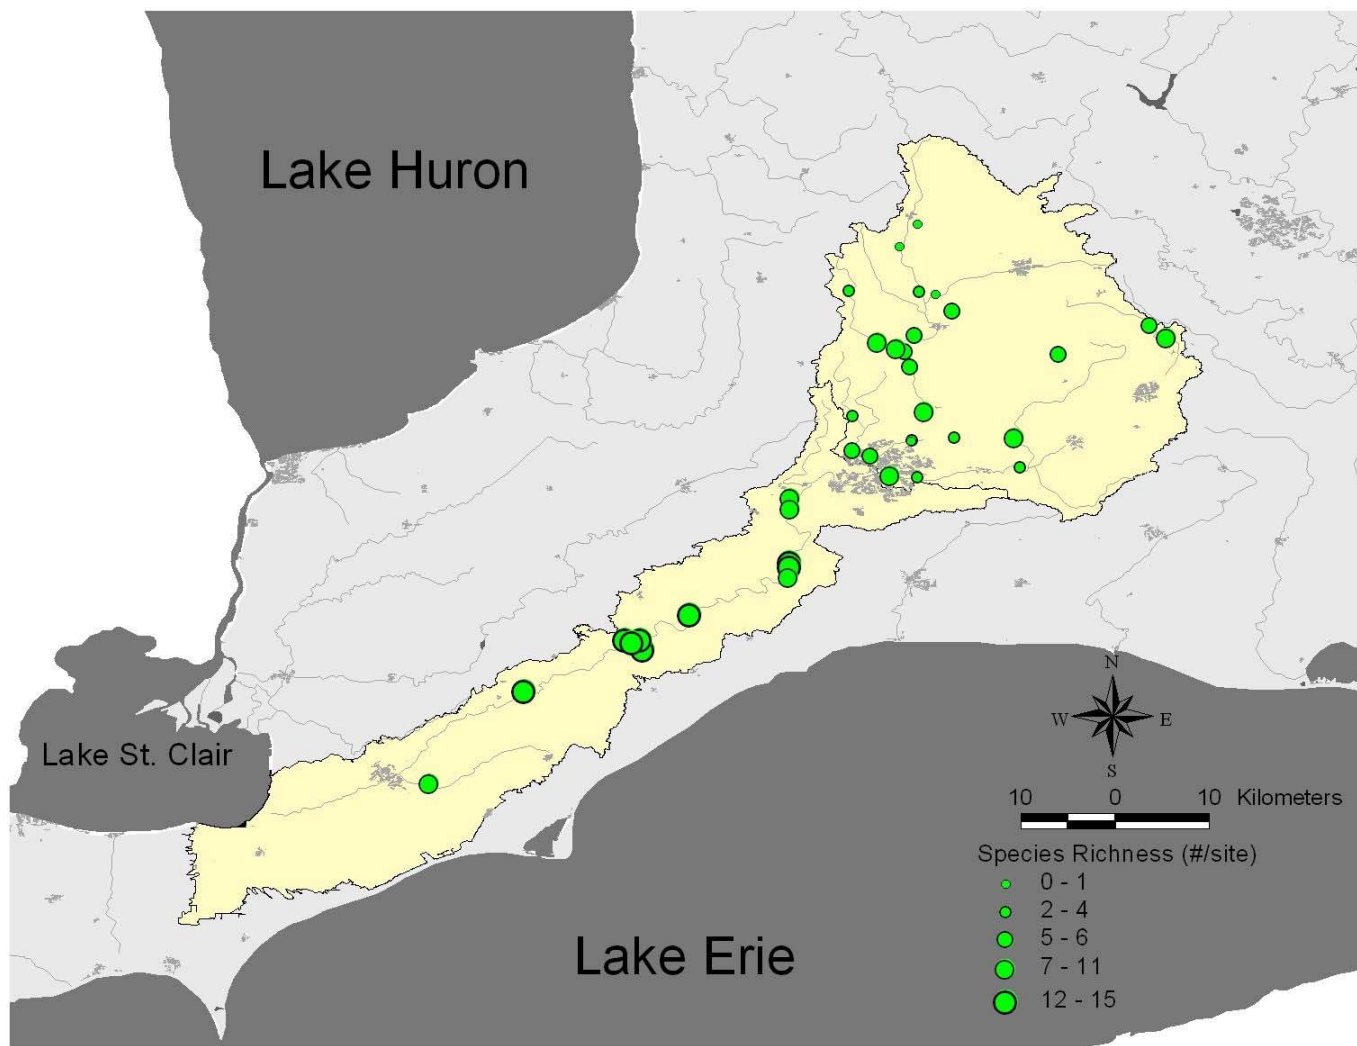 Lake Huron
Lake St. Clair
N
W E
S
10 0 10 Kilometers
Species Richness (#/site)
0 - 1
2 - 4
5 - 6
7 - 11
12 - 15
Lake Erie